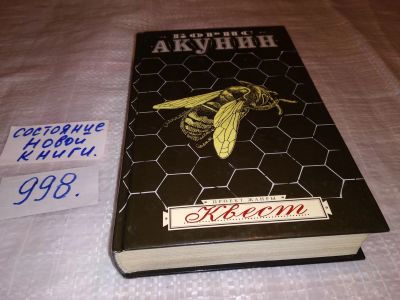 БОРИС
АКУНИН
ПРОЕКТ ЖАНРЫ
Квест
состояние
новой
книги.
998.